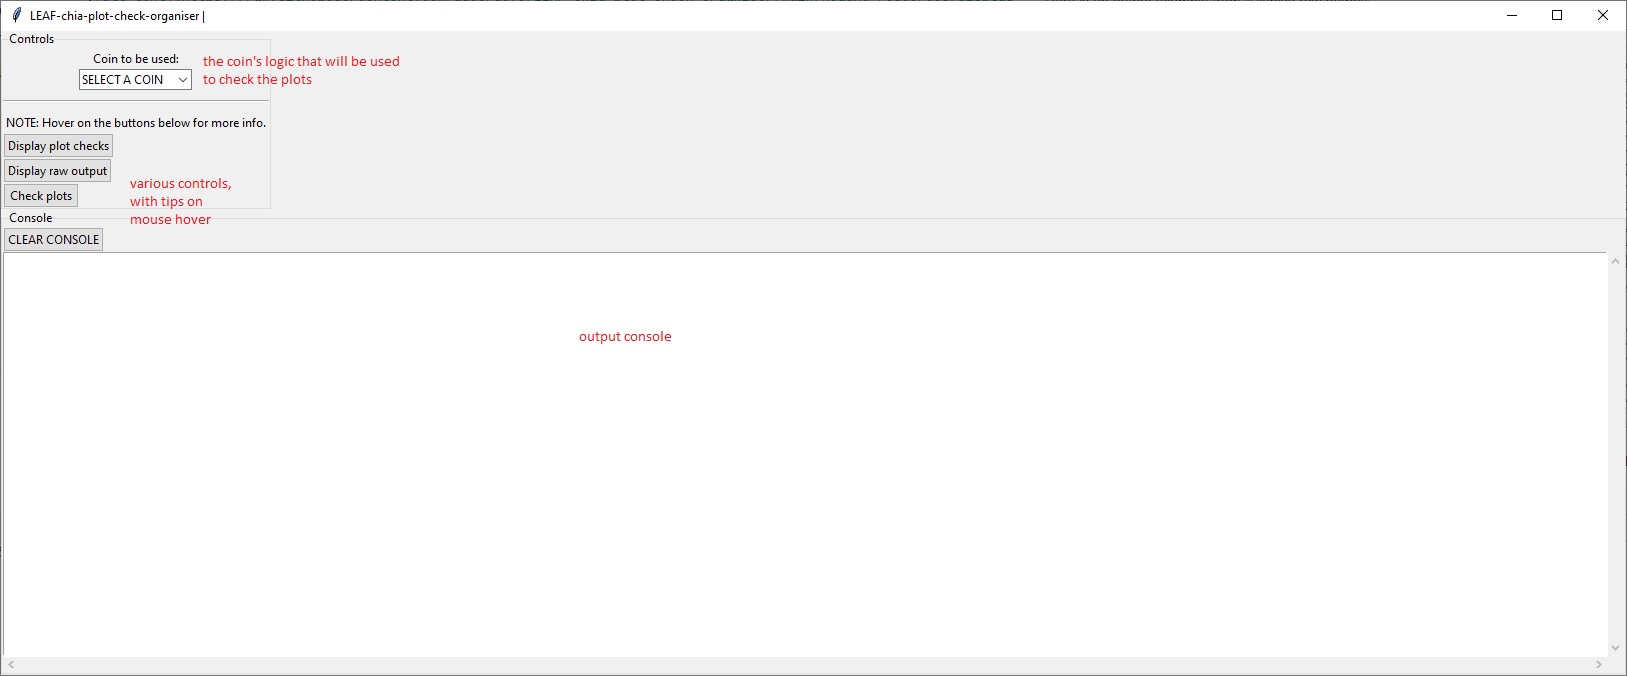 LEAF-chia-plot-check-organiser |
Controls
Coin to be used:
SELECT A COIN
the coin's logic that will be used
to check the plots
NOTE: Hover on the buttons below for more info.
Display plot checks
Display raw output
Check plots
various controls,
with tips on
mouse hover
Console
CLEAR CONSOLE
output console